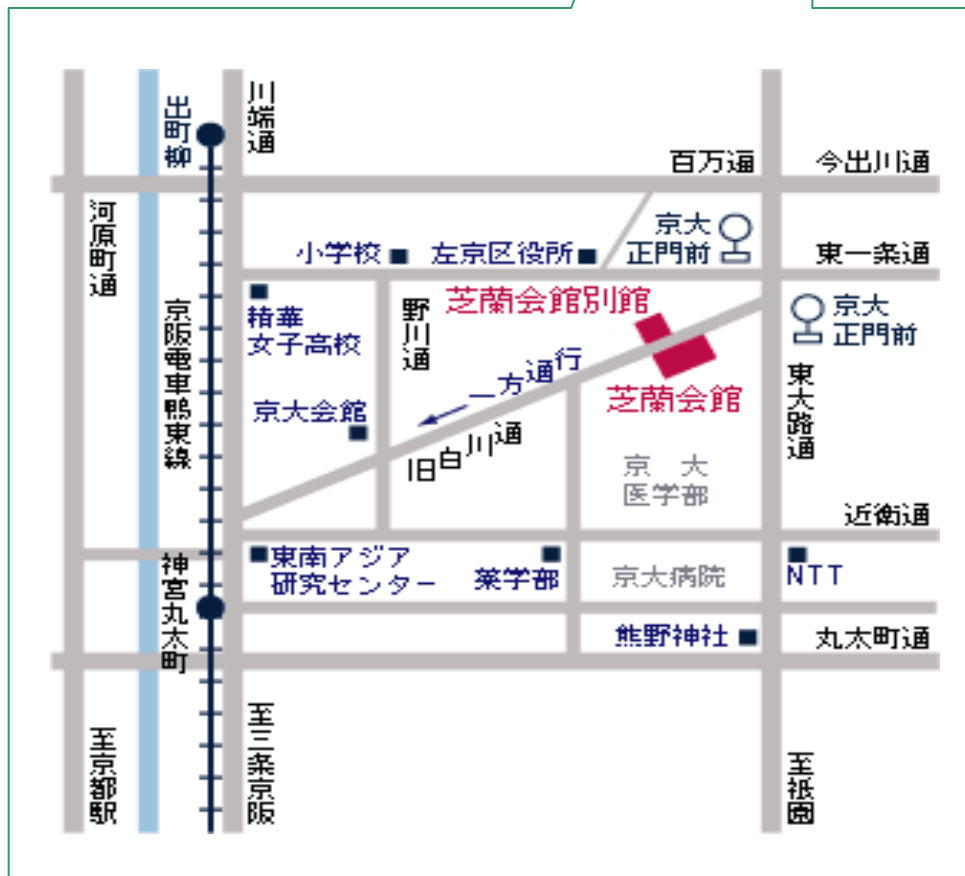 出町柳
川端通
百万遍
今出川通
河原町通
小学校
左京区役所
京大
正門前
東一条通
精華
女子高校
野川通
芝蘭会館別館
京大
正門前
京阪電車鴨東線
一方通行
芝蘭会館
東大路通
京大会館
旧白川通
京 大
医学部
近衛通
神宮丸太町
東南アジア
研究センター
薬学部
京大病院
NTT
熊野神社
丸太町通
至京都駅
至三条京阪
至祇園